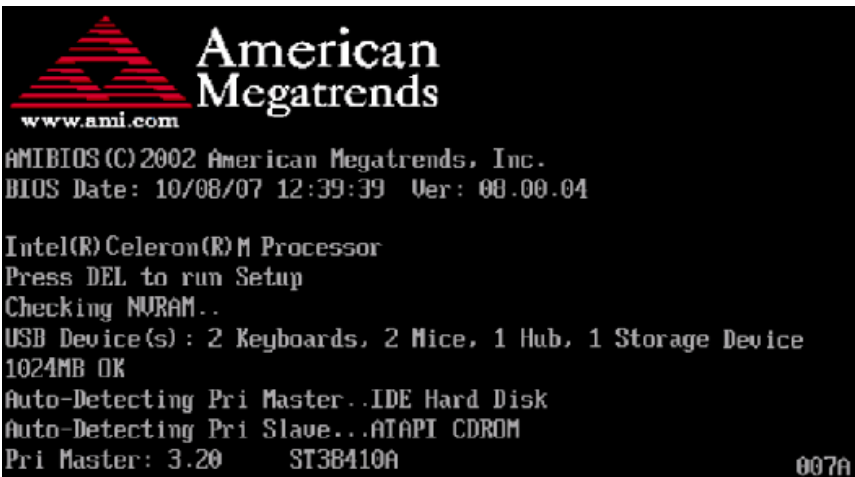 American
Megatrends
www.ami.com
AMIBIOS(C)2002 American Megatrends, Inc.
BIOS Date: 10/08/07 12:39:39 Ver: 08.00.04
Intel(R)Celeron(R)M Processor
Press DEL to run Setup
Checking NVRAM..
USB Device(s): 2 Keyboards, 2 Mice, 1 Hub, 1 Storage Device
1024MB OK
Auto-Detecting Pri Master..IDE Hard Disk
Auto-Detecting Pri Slave...ATAPI CDROM
Pri Master: 3.20 ST38410A
007A